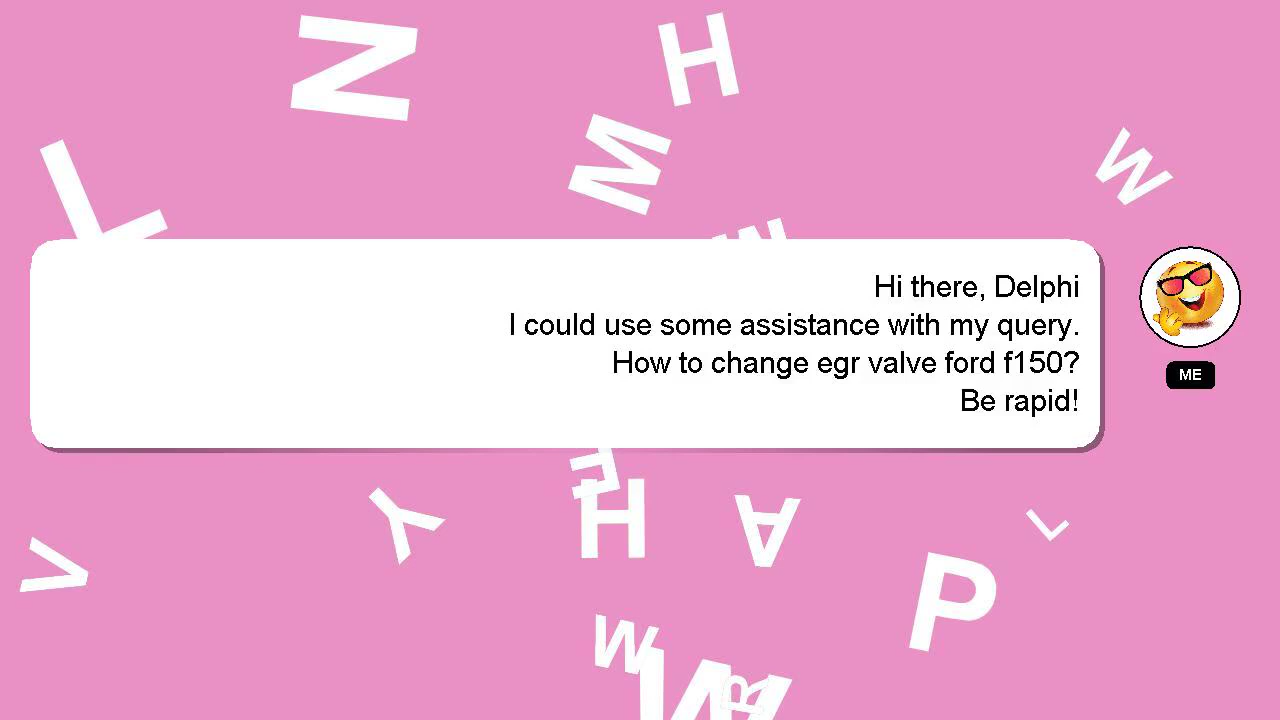 N
H
M
W
L
Hi there, Delphi
I could use some assistance with my query.
How to change egr valve ford f150?
Be rapid!
ME
Y
H
A
L
V
P
W
W
R